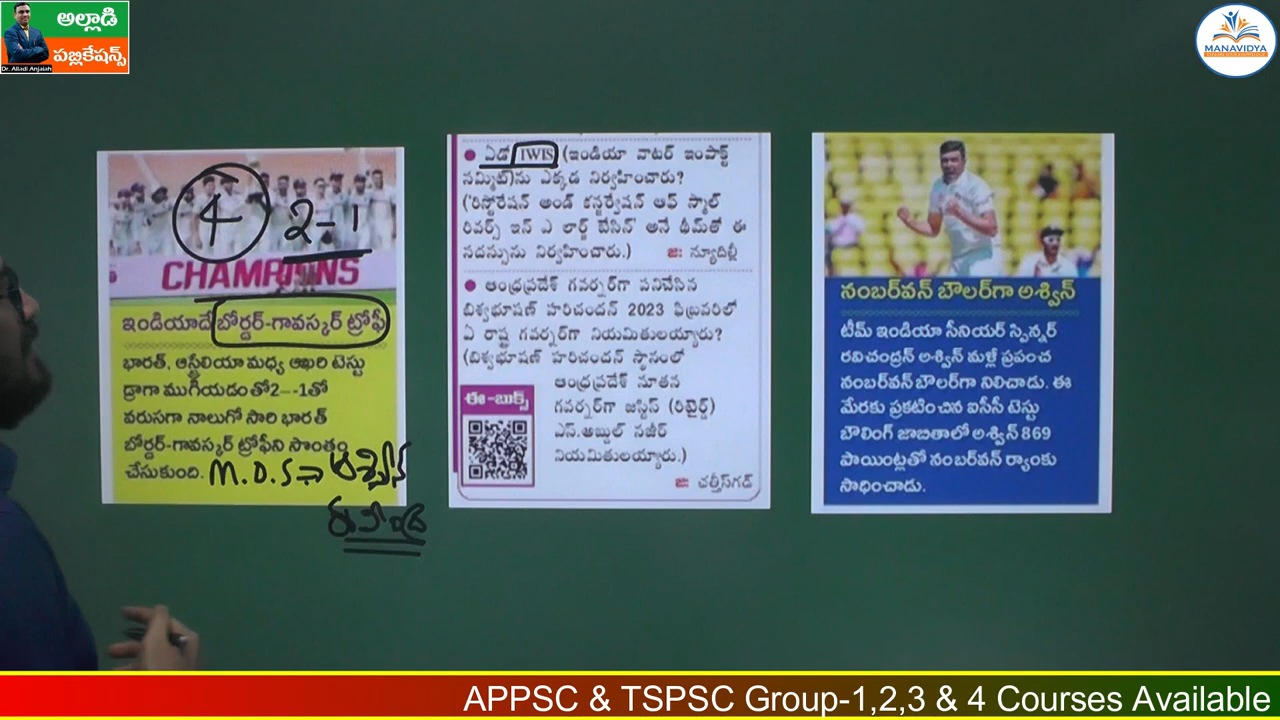 అల్లాడి
పబ్లికేషన్స్
Dr. Alladi Anjaiah
MANAVIDYA
4
2-1
CHAMPIONS
ఇండియాదే బోర్డర్-గావస్కర్ ట్రోఫీ
భారత్, ఆస్ట్రేలియా మధ్య ఆఖరి టెస్టు
డ్రాగా ముగియడంతో2--1తో
వరుసగా నాలుగో సారి భారత్
బోర్డర్-గావస్కర్ ట్రోఫీని సొంతం
చేసుకుంది.
M.O.S => అశ్విన్
● ఏడో IWIS (ఇండియా వాటర్ ఇంపాక్ట్
సమ్మిట్)ను ఎక్కడ నిర్వహించారు?
('రిస్టోరేషన్ అండ్ కన్జర్వేషన్ ఆఫ్ స్మాల్
రివర్స్ ఇన్ ఎ లార్జ్ బేసిన్' అనే థీమ్‌తో ఈ
సదస్సును నిర్వహించారు.) జ: న్యూఢిల్లీ
● ఆంధ్రప్రదేశ్ గవర్నర్‌గా పనిచేసిన
బిశ్వభూషణ్ హరిచందన్ 2023 ఫిబ్రవరిలో
ఏ రాష్ట్ర గవర్నర్‌గా నియమితులయ్యారు?
(బిశ్వభూషణ్ హరిచందన్ స్థానంలో
ఆంధ్రప్రదేశ్ నూతన
గవర్నర్‌గా జస్టిస్ (రిటైర్డ్)
ఎస్.అబ్దుల్ నజీర్
నియమితులయ్యారు.)
జ: ఛత్తీస్‌గఢ్
ఈ-బుక్స్
నంబర్‌వన్ బౌలర్‌గా అశ్విన్
టీమ్ ఇండియా సీనియర్ స్పిన్నర్
రవిచంద్రన్ అశ్విన్ మళ్లీ ప్రపంచ
నంబర్‌వన్ బౌలర్‌గా నిలిచాడు. ఈ
మేరకు ప్రకటించిన ఐసీసీ టెస్టు
బౌలింగ్ జాబితాలో అశ్విన్ 869
పాయింట్లతో నంబర్‌వన్ ర్యాంకు
సాధించాడు.
APPSC & TSPSC Group-1,2,3 & 4 Courses Available